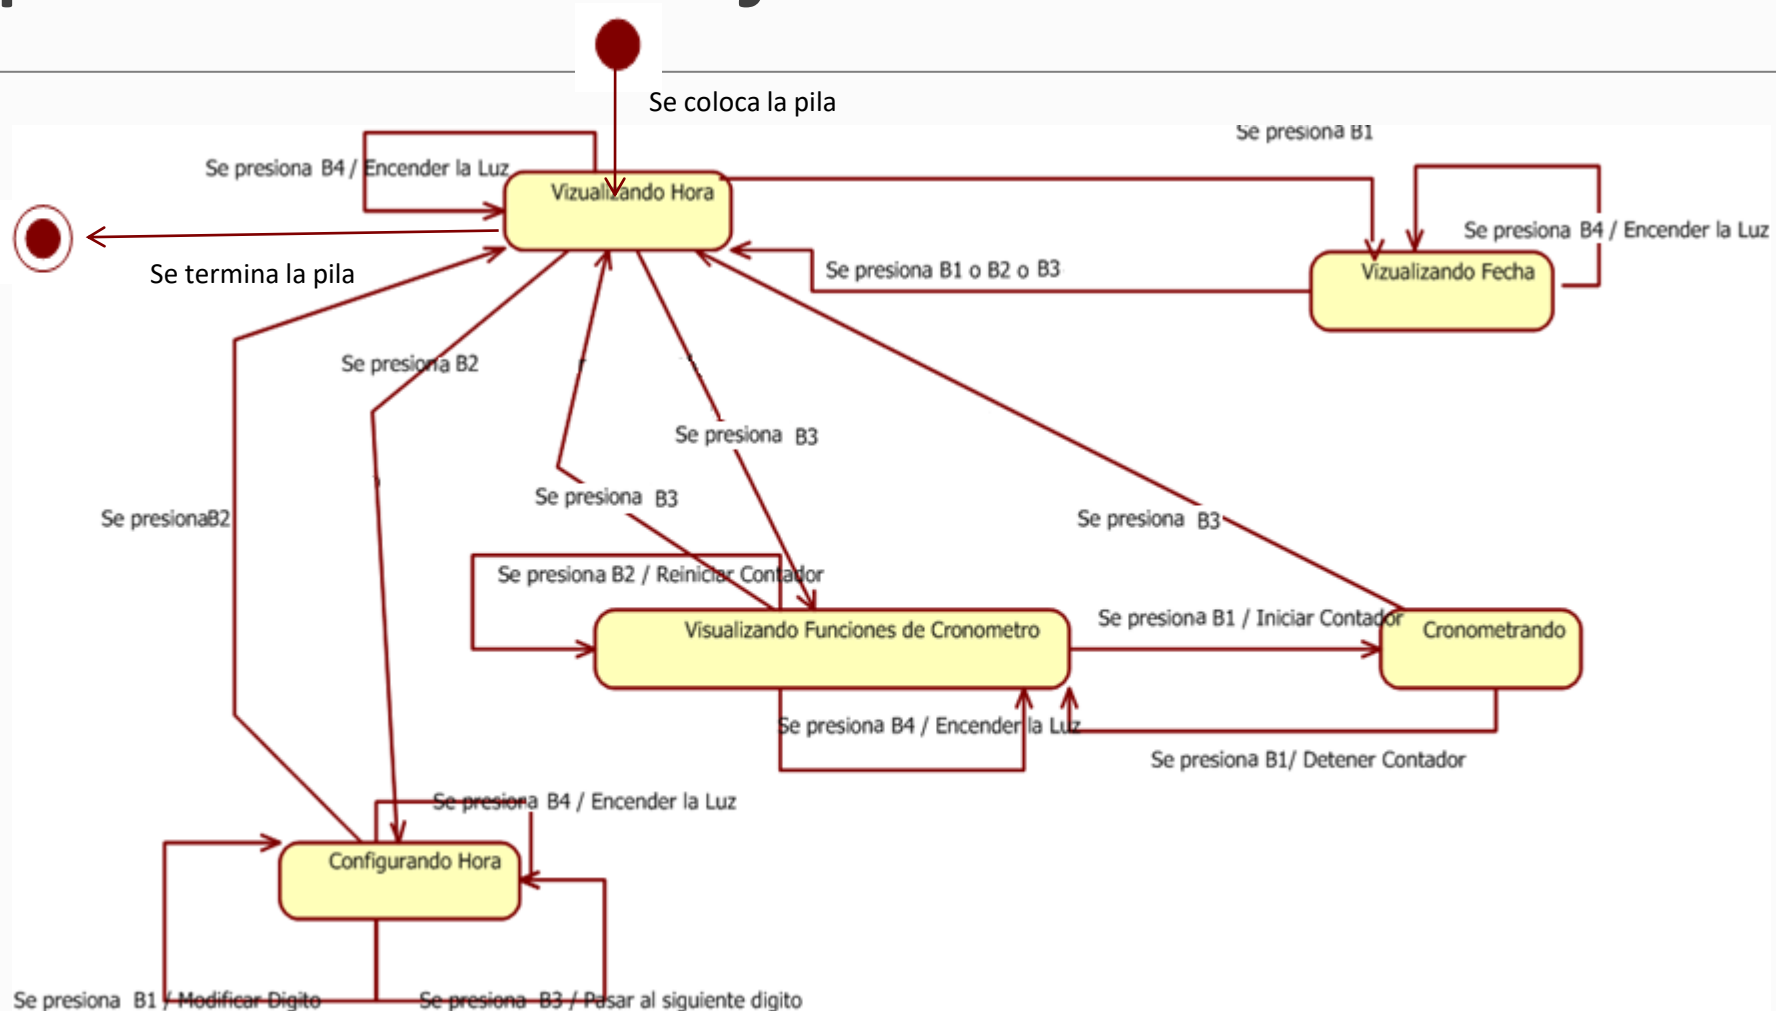 Se coloca la pila
Se presiona B1
Se presiona B4 / Encender la Luz
Vizualizando Hora
Se presiona B4 / Encender la Luz
Se termina la pila
Se presiona B1 o B2 o B3
Vizualizando Fecha
Se presiona B2
Se presiona B3
Se presiona B3
Se presionaB2
Se presiona B3
Se presiona B2 / Reiniciar Contador
Se presiona B1 / Iniciar Contador
Visualizando Funciones de Cronometro
Cronometrando
Se presiona B4 / Encender la Luz
Se presiona B1/ Detener Contador
Se presiona B4 / Encender la Luz
Configurando Hora
Se presiona B1 / Modificar Digito
Se presiona B3 / Pasar al siguiente digito